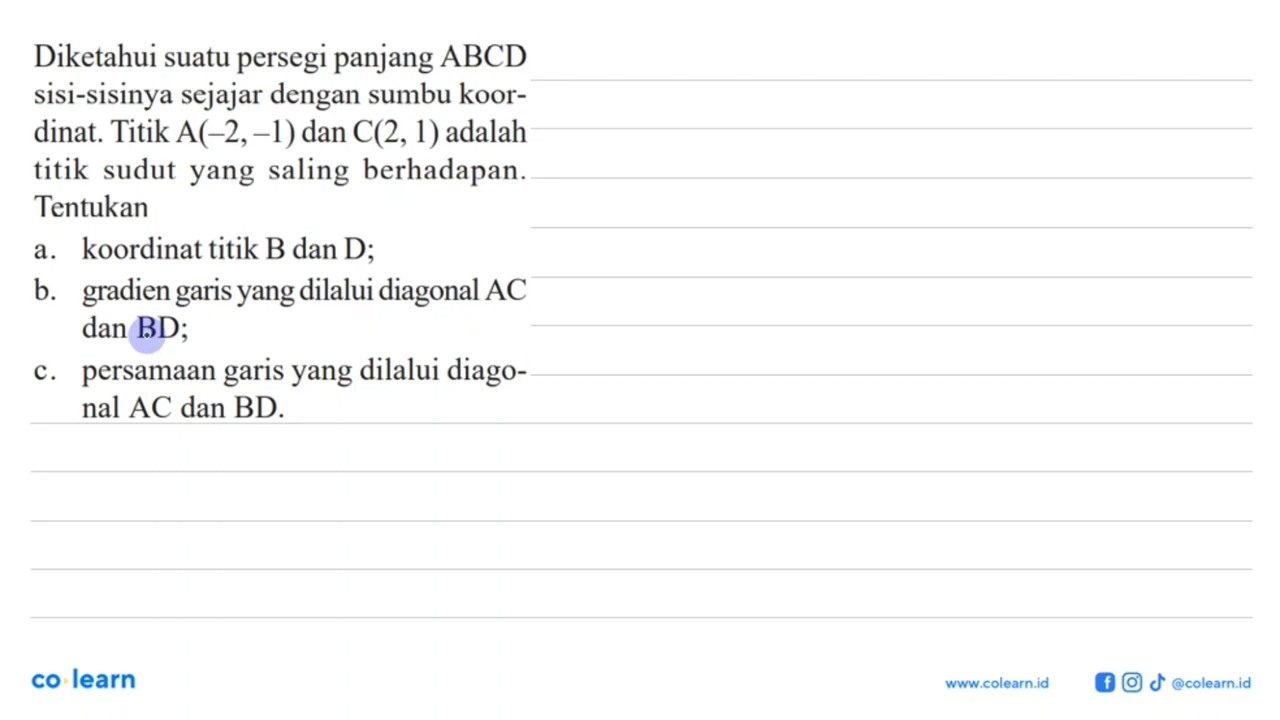 Diketahui suatu persegi panjang ABCD
sisi-sisinya sejajar dengan sumbu koor-
dinat. Titik A(–2, –1) dan C(2, 1) adalah
titik sudut yang saling berhadapan.
Tentukan
a. koordinat titik B dan D;
b. gradien garis yang dilalui diagonal AC
dan BD;
c. persamaan garis yang dilalui diago-
nal AC dan BD.
co learn
www.colearn.id
@colearn.id